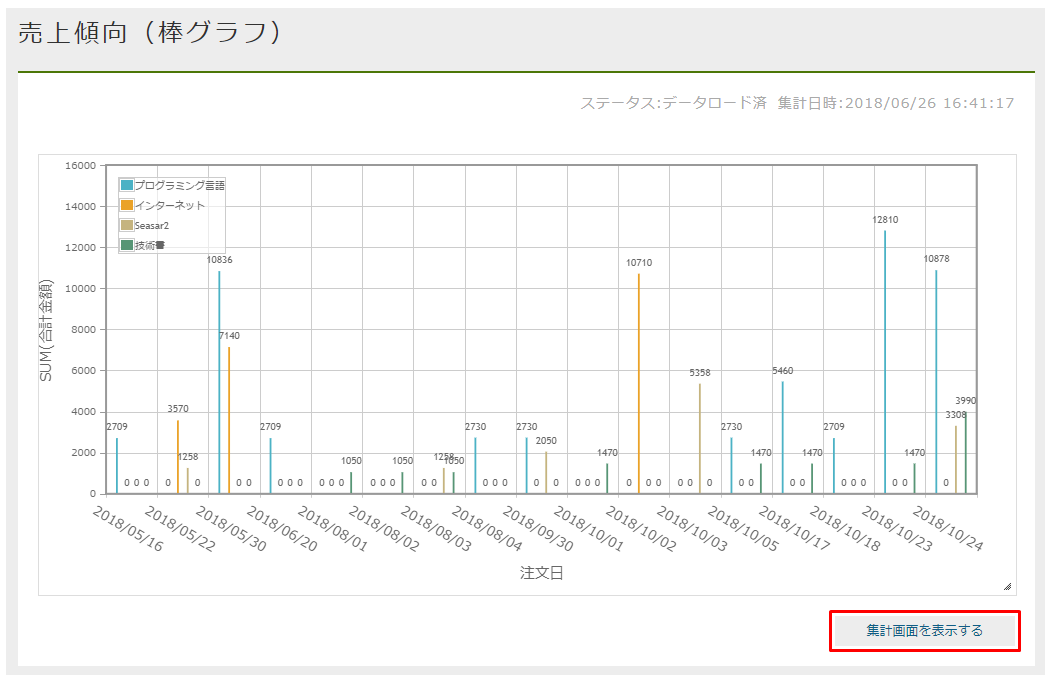 売上傾向（棒グラフ）
ステータス:データロード済 集計日時:2018/06/26 16:41:17
16000
14000
12000
10000
8000
6000
4000
2000
0
SUM(合計金額)
プログラミング言語
インターネット
Seasar2
技術書
2709 0 0 0
0 3570 1258 0
10836 7140 0 0
2709 0 0 0
0 0 0 1050
0 0 0 1050
0 0 1258 1050
2730 0 0 0
2730 0 2050 0
0 0 0 1470
0 10710 0 0
0 0 5358 0
2730 0 0 1470
5460 0 0 1470
2709 0 0 0
12810 0 0 1470
10878 0 3308 3990
2018/05/16
2018/05/22
2018/05/30
2018/06/20
2018/08/01
2018/08/02
2018/08/03
2018/08/04
2018/09/30
2018/10/01
2018/10/02
2018/10/03
2018/10/05
2018/10/17
2018/10/18
2018/10/23
2018/10/24
注文日
集計画面を表示する